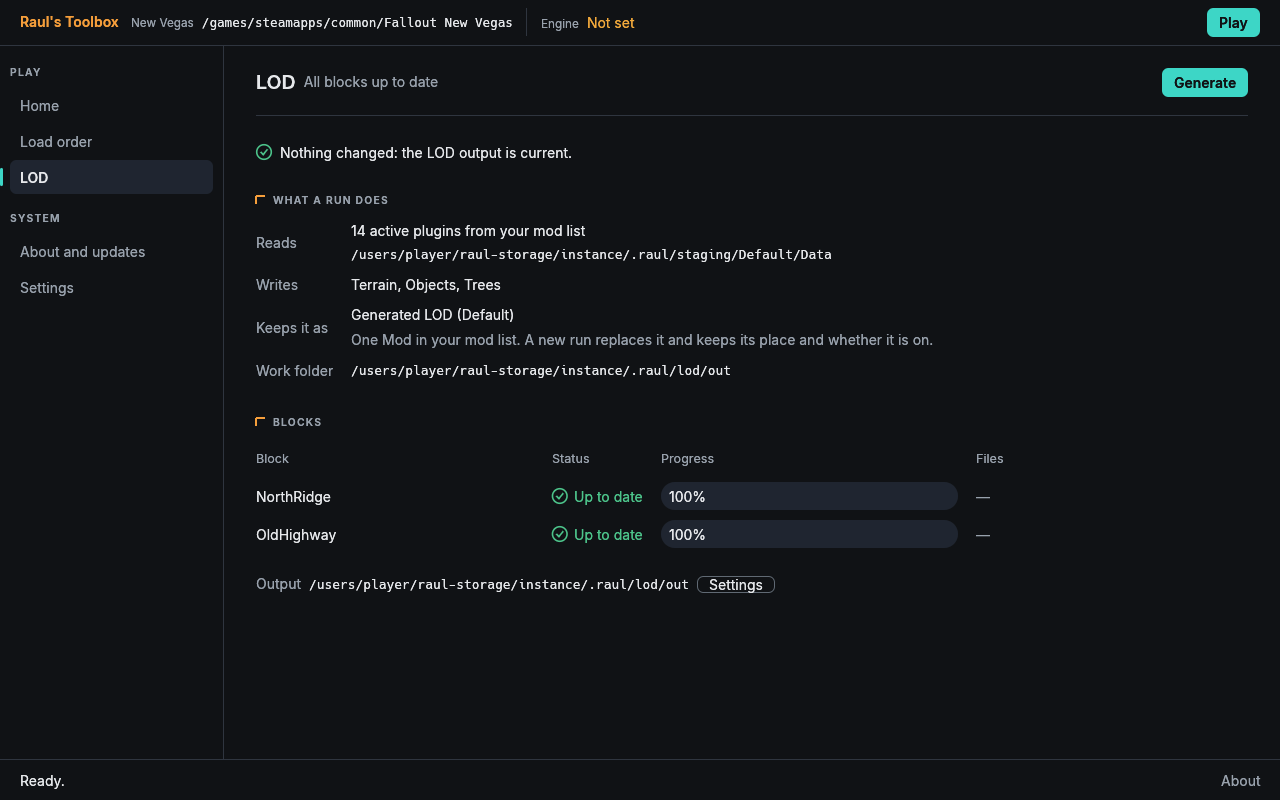 Raul's Toolbox New Vegas /games/steamapps/common/Fallout New Vegas Engine Not set Play
PLAY
Home
Load order
LOD
SYSTEM
About and updates
Settings
LOD All blocks up to date Generate
Nothing changed: the LOD output is current.
WHAT A RUN DOES
Reads 14 active plugins from your mod list
/users/player/raul-storage/instance/.raul/staging/Default/Data
Writes Terrain, Objects, Trees
Keeps it as Generated LOD (Default)
One Mod in your mod list. A new run replaces it and keeps its place and whether it is on.
Work folder /users/player/raul-storage/instance/.raul/lod/out
BLOCKS
Block Status Progress Files
NorthRidge Up to date 100% —
OldHighway Up to date 100% —
Output /users/player/raul-storage/instance/.raul/lod/out Settings
Ready. About